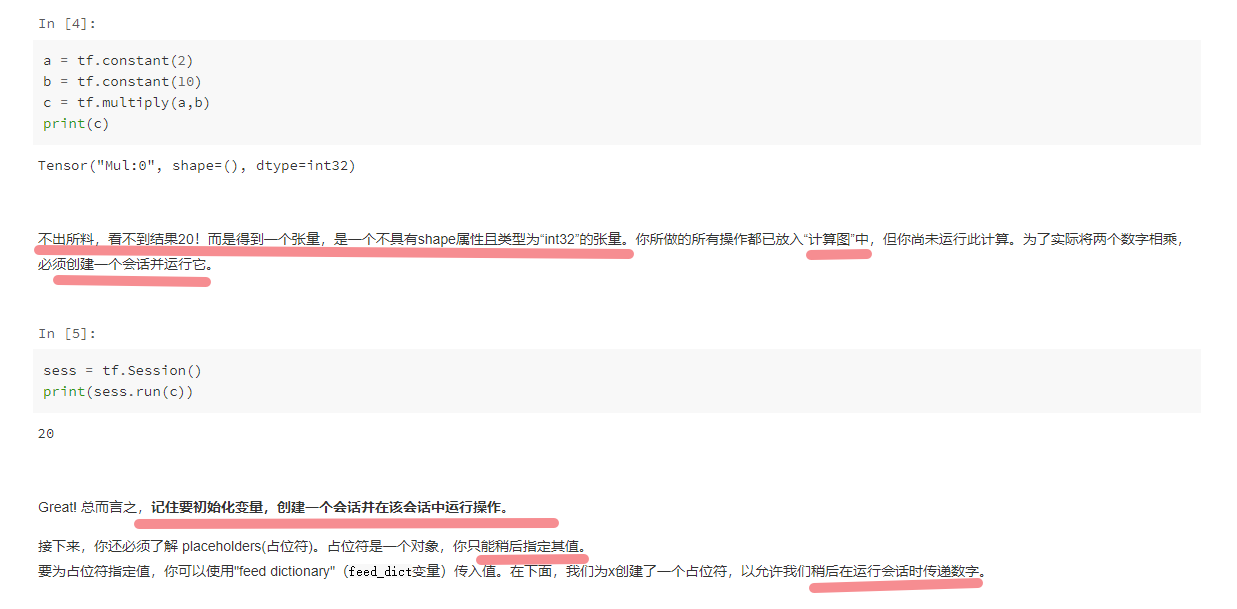 In [4]:
a = tf.constant(2)
b = tf.constant(10)
c = tf.multiply(a,b)
print(c)
Tensor("Mul:0", shape=(), dtype=int32)
不出所料，看不到结果20！而是得到一个张量，是一个不具有shape属性且类型为“int32”的张量。你所做的所有操作都已放入“计算图”中，但你尚未运行此计算。为了实际将两个数字相乘，
必须创建一个会话并运行它。
In [5]:
sess = tf.Session()
print(sess.run(c))
20
Great! 总而言之，记住要初始化变量，创建一个会话并在该会话中运行操作。
接下来，你还必须了解 placeholders(占位符)。占位符是一个对象，你只能稍后指定其值。
要为占位符指定值，你可以使用"feed dictionary"（feed_dict变量）传入值。在下面，我们为x创建了一个占位符，以允许我们稍后在运行会话时传递数字。